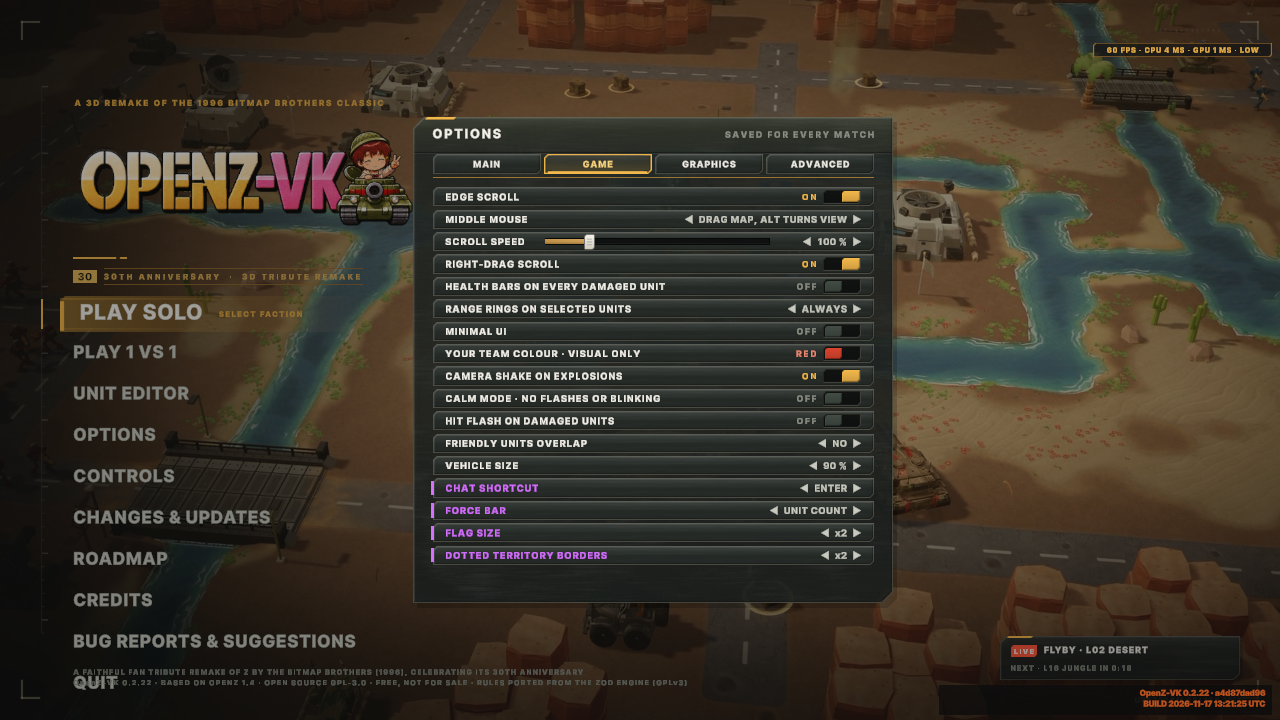 60 FPS · CPU 4 MS · GPU 1 MS · LOW
A 3D REMAKE OF THE 1996 BITMAP BROTHERS CLASSIC
OPENZ-VK
30 30TH ANNIVERSARY · 3D TRIBUTE REMAKE
PLAY SOLO SELECT FACTION
PLAY 1 VS 1
UNIT EDITOR
OPTIONS
CONTROLS
CHANGES & UPDATES
ROADMAP
CREDITS
BUG REPORTS & SUGGESTIONS
QUIT
A FAITHFUL FAN TRIBUTE REMAKE OF Z BY THE BITMAP BROTHERS (1996), CELEBRATING ITS 30TH ANNIVERSARY
0.2.22 · BASED ON OPENZ 1.4 · OPEN SOURCE GPL-3.0 · FREE, NOT FOR SALE · RULES PORTED FROM THE ZOD ENGINE (GPLv3)
OPTIONS SAVED FOR EVERY MATCH
MAIN GAME GRAPHICS ADVANCED
EDGE SCROLL ON
MIDDLE MOUSE DRAG MAP, ALT TURNS VIEW
SCROLL SPEED 100 %
RIGHT-DRAG SCROLL ON
HEALTH BARS ON EVERY DAMAGED UNIT OFF
RANGE RINGS ON SELECTED UNITS ALWAYS
MINIMAL UI OFF
YOUR TEAM COLOUR · VISUAL ONLY RED
CAMERA SHAKE ON EXPLOSIONS ON
CALM MODE · NO FLASHES OR BLINKING OFF
HIT FLASH ON DAMAGED UNITS OFF
FRIENDLY UNITS OVERLAP NO
VEHICLE SIZE 90 %
CHAT SHORTCUT ENTER
FORCE BAR UNIT COUNT
FLAG SIZE x2
DOTTED TERRITORY BORDERS x2
LIVE FLYBY · L02 DESERT
NEXT · L16 JUNGLE IN 0:18
OpenZ-VK 0.2.22 · a4d87dad96
BUILD 2026-11-17 13:21:25 UTC